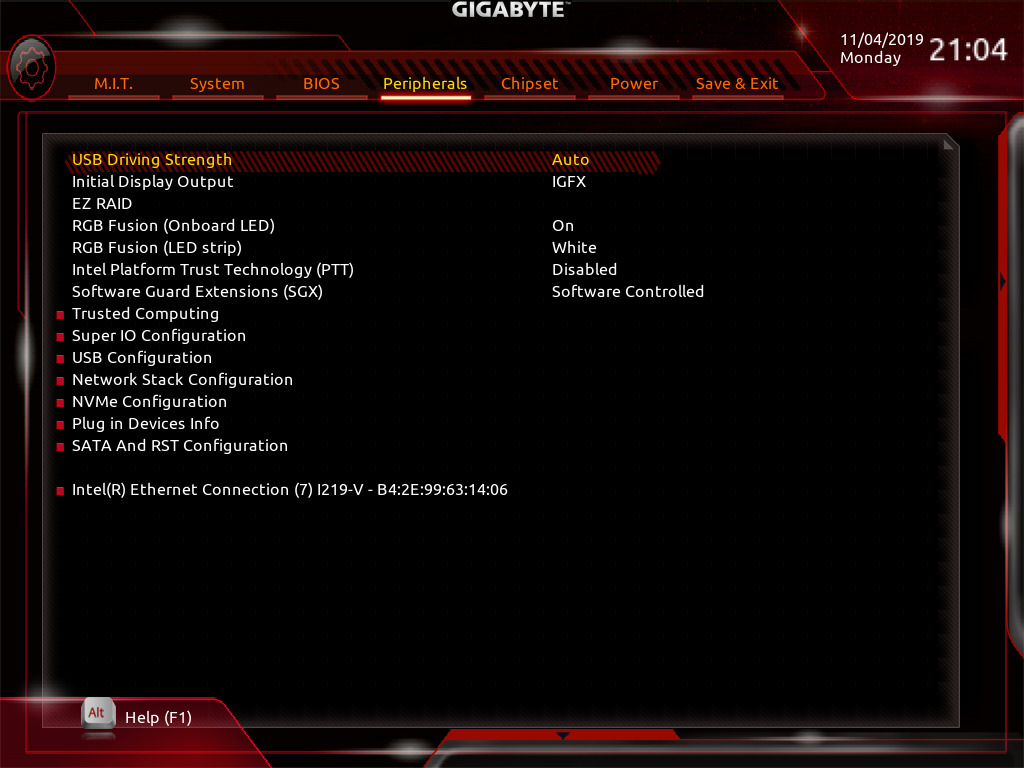 GIGABYTE™
11/04/2019
Monday
21:04
M.I.T. System BIOS Peripherals Chipset Power Save & Exit
USB Driving Strength Auto
Initial Display Output IGFX
EZ RAID
RGB Fusion (Onboard LED) On
RGB Fusion (LED strip) White
Intel Platform Trust Technology (PTT) Disabled
Software Guard Extensions (SGX) Software Controlled
Trusted Computing
Super IO Configuration
USB Configuration
Network Stack Configuration
NVMe Configuration
Plug in Devices Info
SATA And RST Configuration
Intel(R) Ethernet Connection (7) I219-V - B4:2E:99:63:14:06
Alt Help (F1)